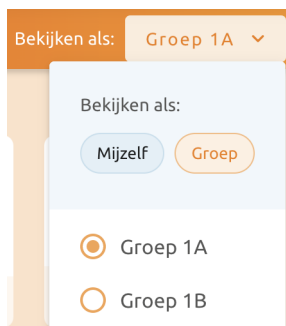 Bekijken als: Groep 1A
Bekijken als:
Mijzelf Groep
Groep 1A
Groep 1B